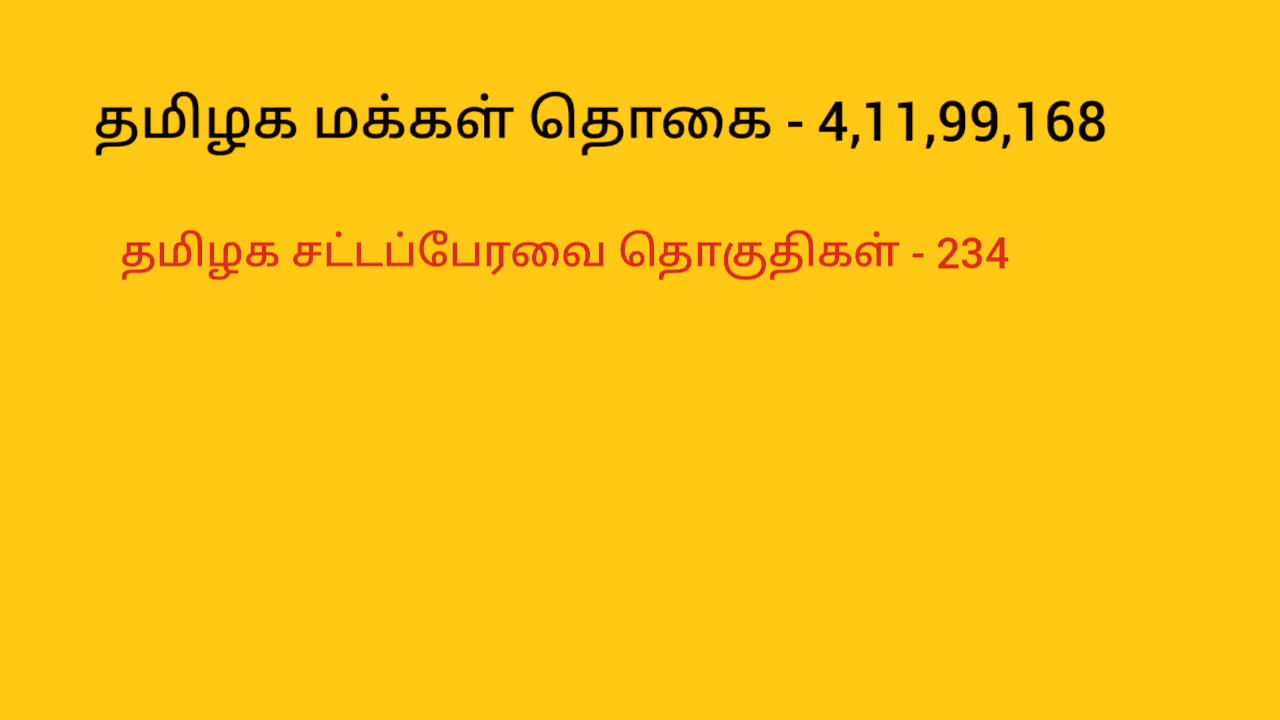 தமிழக மக்கள் தொகை - 4,11,99,168
தமிழக சட்டப்பேரவை தொகுதிகள் - 234